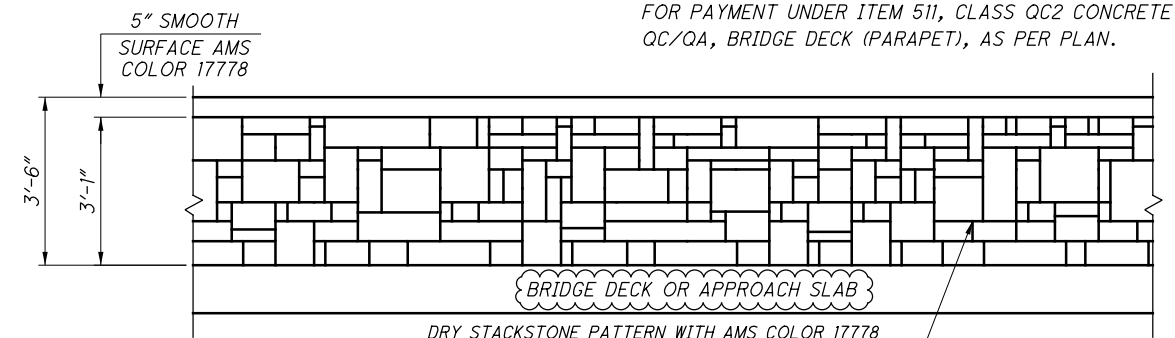 FOR PAYMENT UNDER ITEM 511, CLASS QC2 CONCRETE
QC/QA, BRIDGE DECK (PARAPET), AS PER PLAN.
5" SMOOTH
SURFACE AMS
COLOR 17778
3'-6"
3'-1"
BRIDGE DECK OR APPROACH SLAB
DRY STACKSTONE PATTERN WITH AMS COLOR 17778